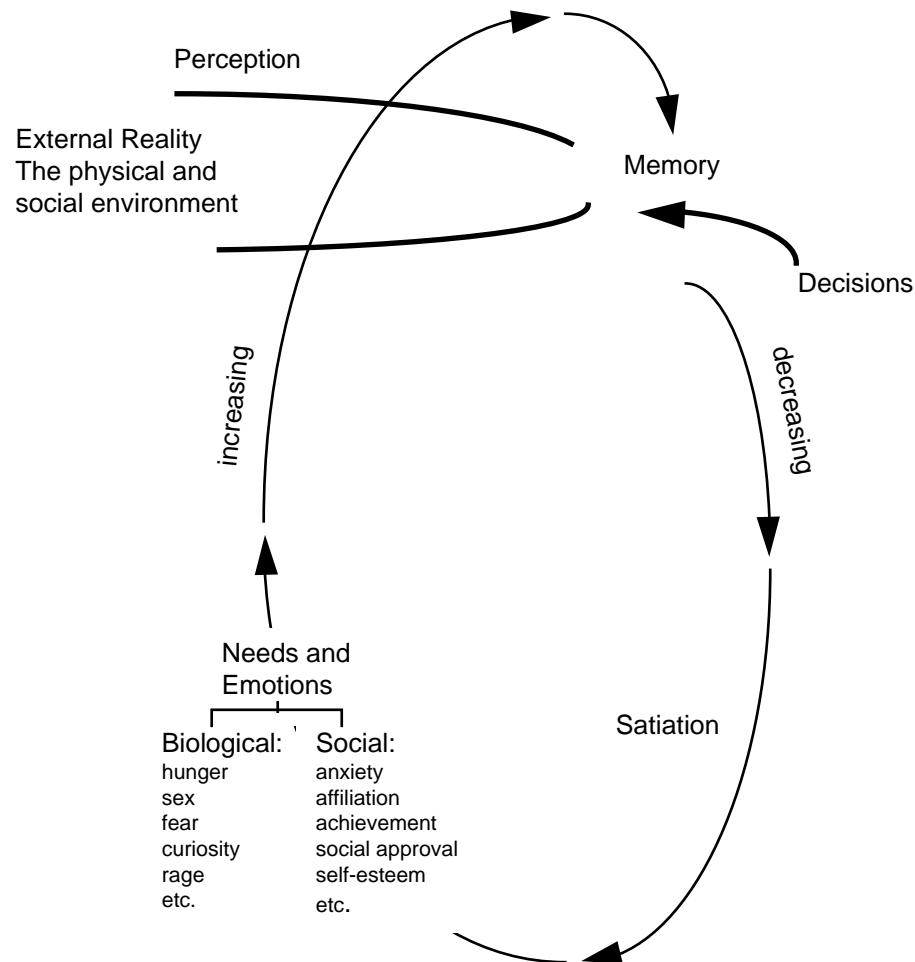 Perception
External Reality
The physical and
social environment
Memory
Decisions
increasing
decreasing
Needs and
Emotions
Satiation
Biological:
hunger
sex
fear
curiosity
rage
etc.
Social:
anxiety
affiliation
achievement
social approval
self-esteem
etc.